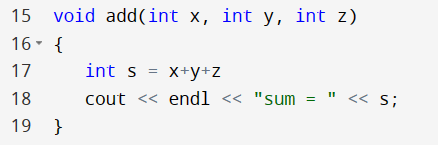 15 void add(int x, int y, int z)
16 {
17 int s = x+y+z
18 cout << endl << "sum = " << s;
19 }